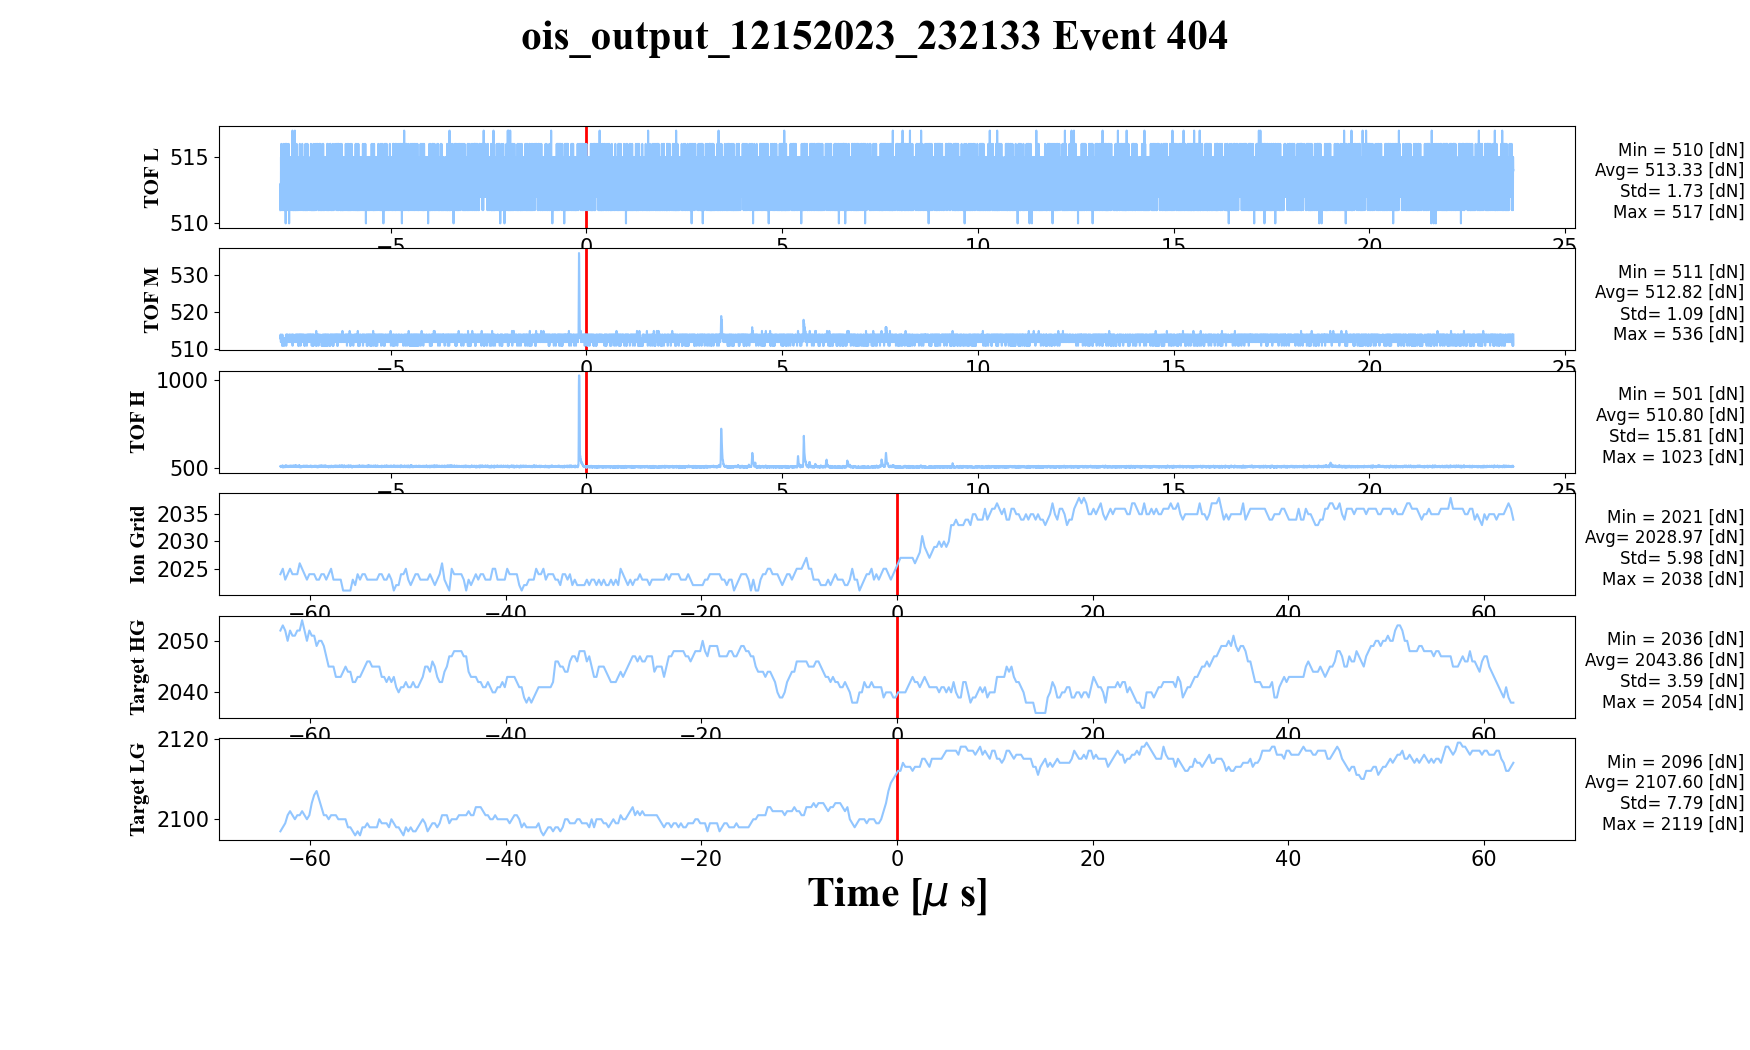 ois_output_12152023_232133 Event 404
TOF L
515
510
−5
0
5
10
15
20
25
Min = 510 [dN]
Avg= 513.33 [dN]
Std= 1.73 [dN]
Max = 517 [dN]
TOF M
530
520
510
−5
0
5
10
15
20
25
Min = 511 [dN]
Avg= 512.82 [dN]
Std= 1.09 [dN]
Max = 536 [dN]
TOF H
1000
500
−5
0
5
10
15
20
25
Min = 501 [dN]
Avg= 510.80 [dN]
Std= 15.81 [dN]
Max = 1023 [dN]
Ion Grid
2035
2030
2025
−60
−40
−20
0
20
40
60
Min = 2021 [dN]
Avg= 2028.97 [dN]
Std= 5.98 [dN]
Max = 2038 [dN]
Target HG
2050
2040
−60
−40
−20
0
20
40
60
Min = 2036 [dN]
Avg= 2043.86 [dN]
Std= 3.59 [dN]
Max = 2054 [dN]
Target LG
2120
2100
−60
−40
−20
0
20
40
60
Min = 2096 [dN]
Avg= 2107.60 [dN]
Std= 7.79 [dN]
Max = 2119 [dN]
Time [μ s]